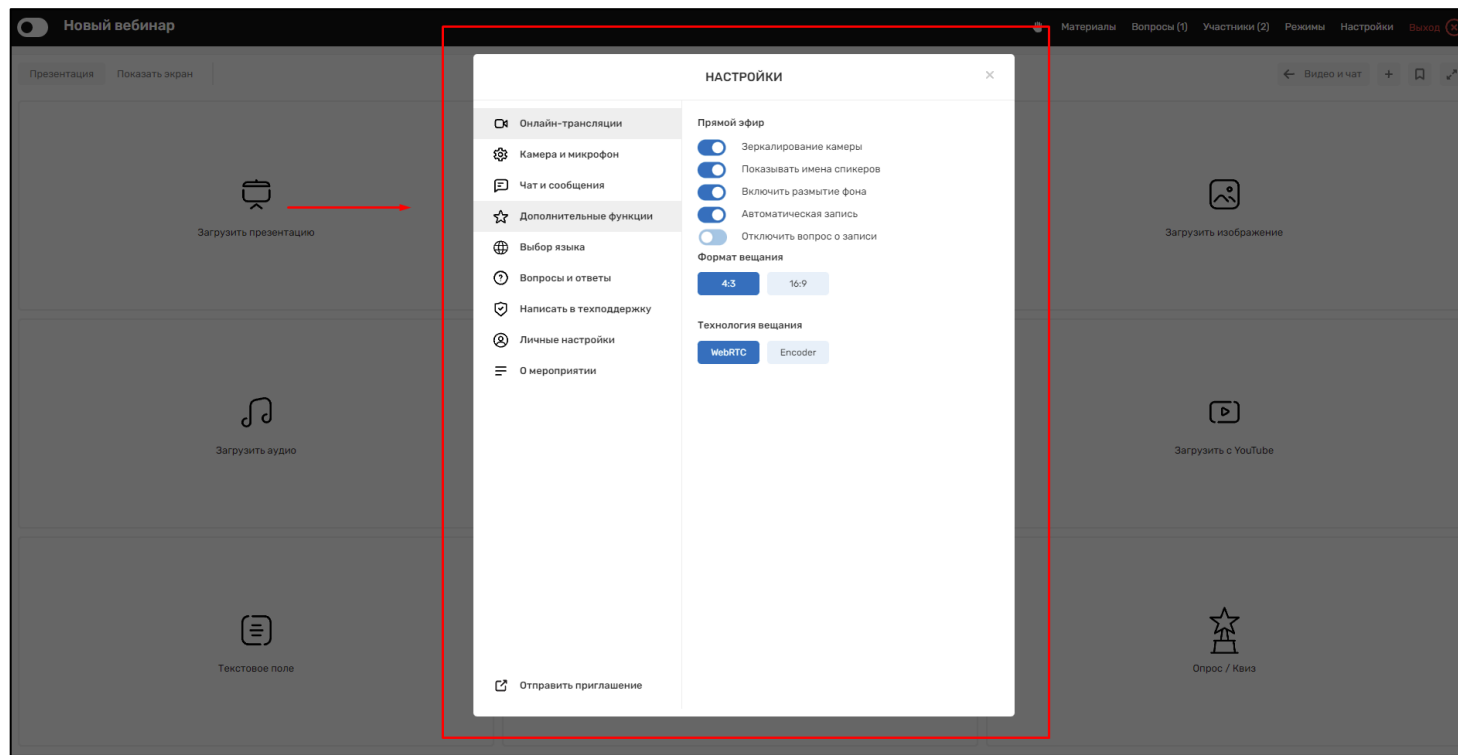 Новый вебинар
Материалы Вопросы (1) Участники (2) Режимы Настройки Выход
Презентация Показать экран
Видео и чат
НАСТРОЙКИ
Онлайн-трансляции
Камера и микрофон
Чат и сообщения
Дополнительные функции
Выбор языка
Вопросы и ответы
Написать в техподдержку
Личные настройки
О мероприятии
Отправить приглашение
Прямой эфир
Зеркалирование камеры
Показывать имена спикеров
Включить размытие фона
Автоматическая запись
Отключить вопрос о записи
Формат вещания
4:3 16:9
Технология вещания
WebRTC Encoder
Загрузить презентацию
Загрузить изображение
Загрузить аудио
Загрузить с YouTube
Текстовое поле
Опрос / Квиз